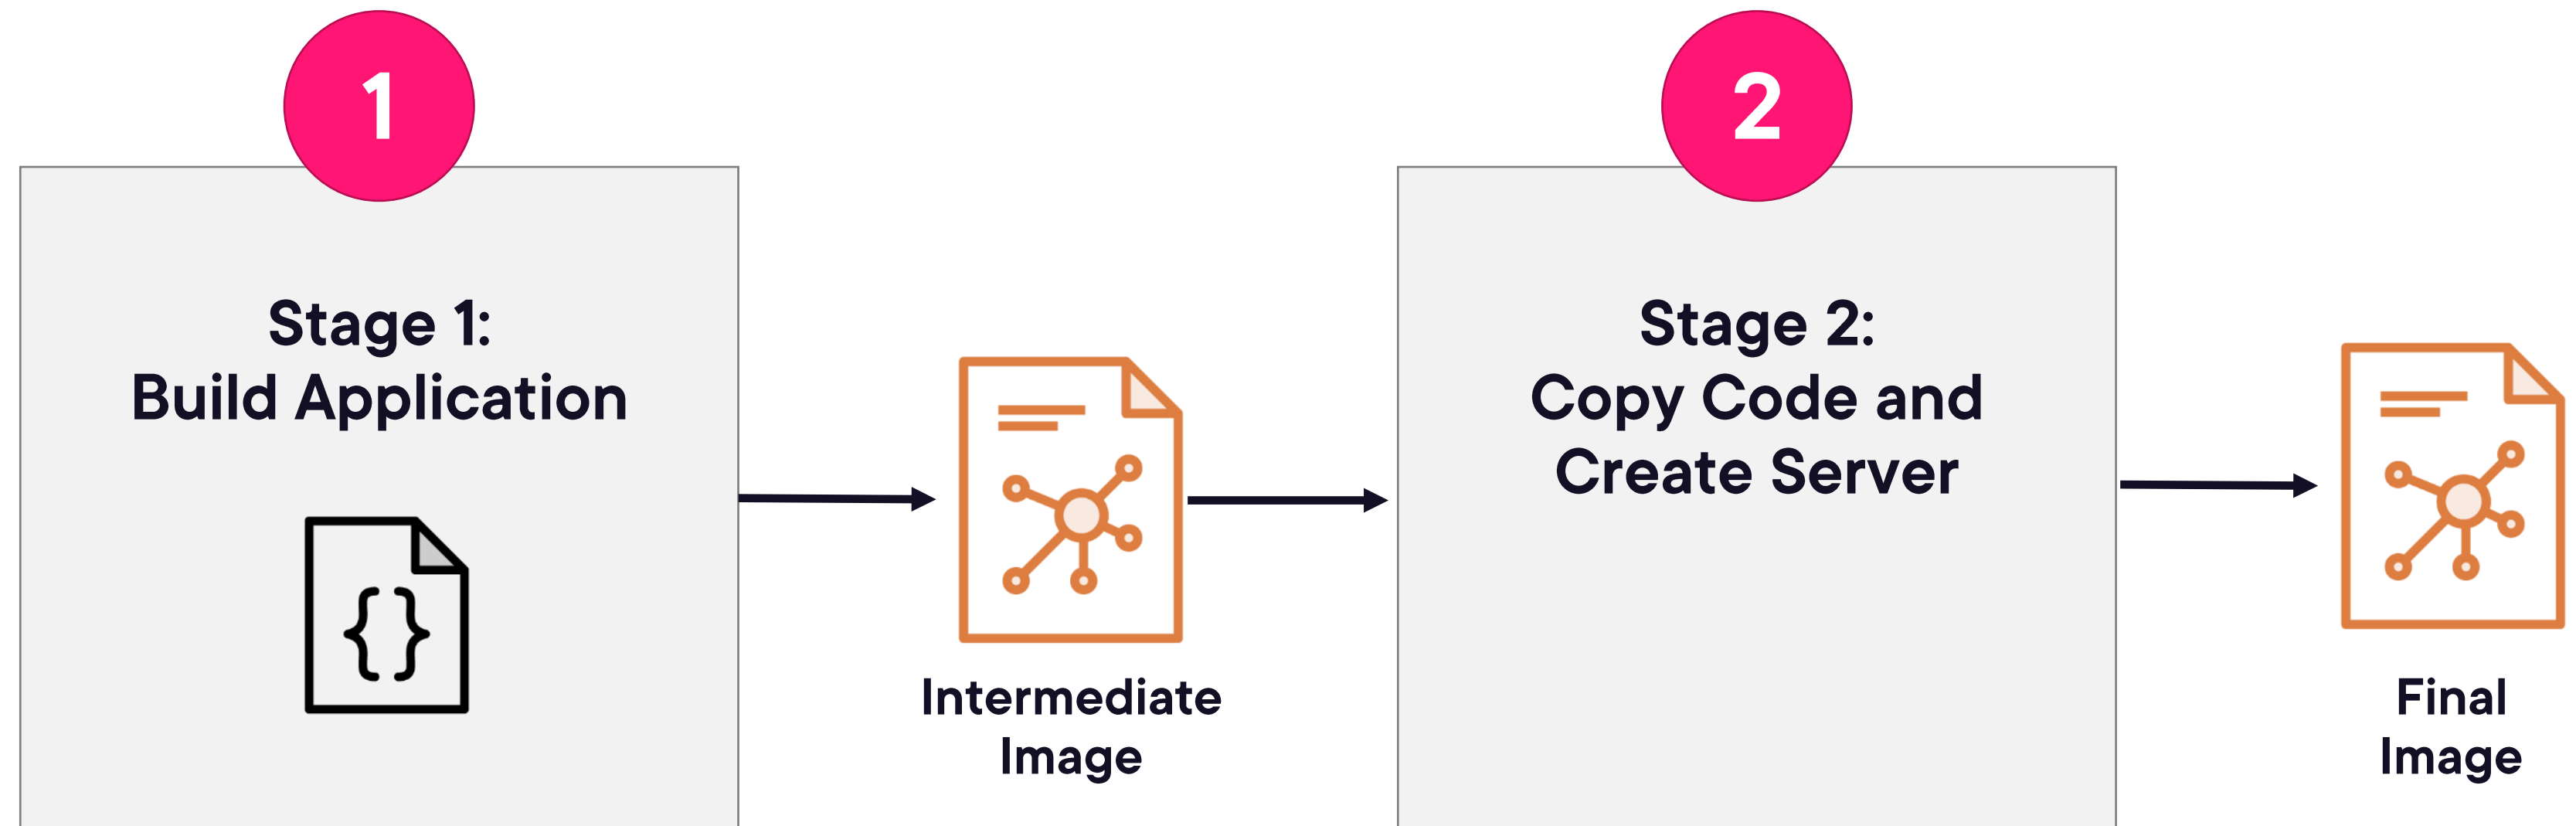 1
Stage 1:
Build Application
{}
Intermediate
Image
2
Stage 2:
Copy Code and
Create Server
Final
Image